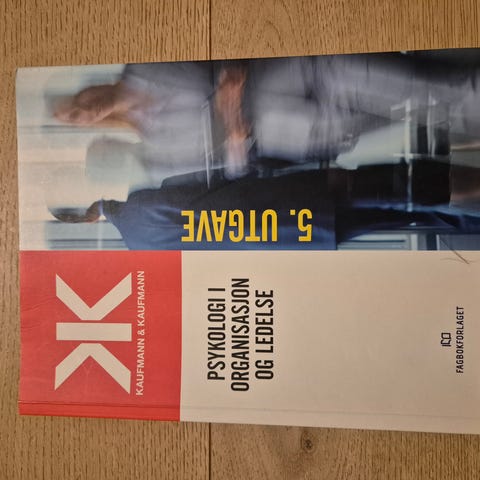 KAUFMANN & KAUFMANN
PSYKOLOGI I
ORGANISASJON
OG LEDELSE
5. UTGAVE
FAGBOKFORLAGET